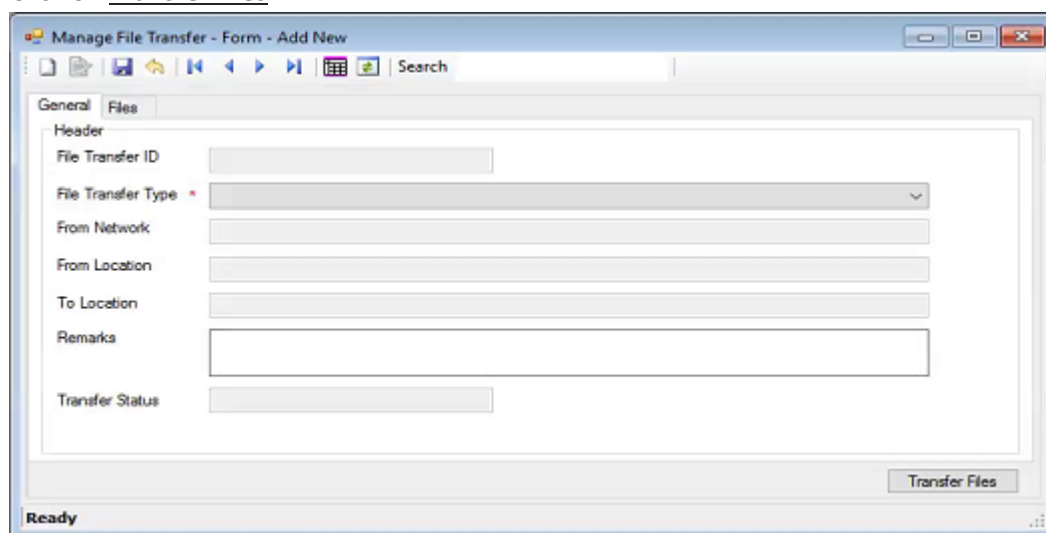 Manage File Transfer - Form - Add New
Search
General Files
Header
File Transfer ID
File Transfer Type *
From Network
From Location
To Location
Remarks
Transfer Status
Transfer Files
Ready